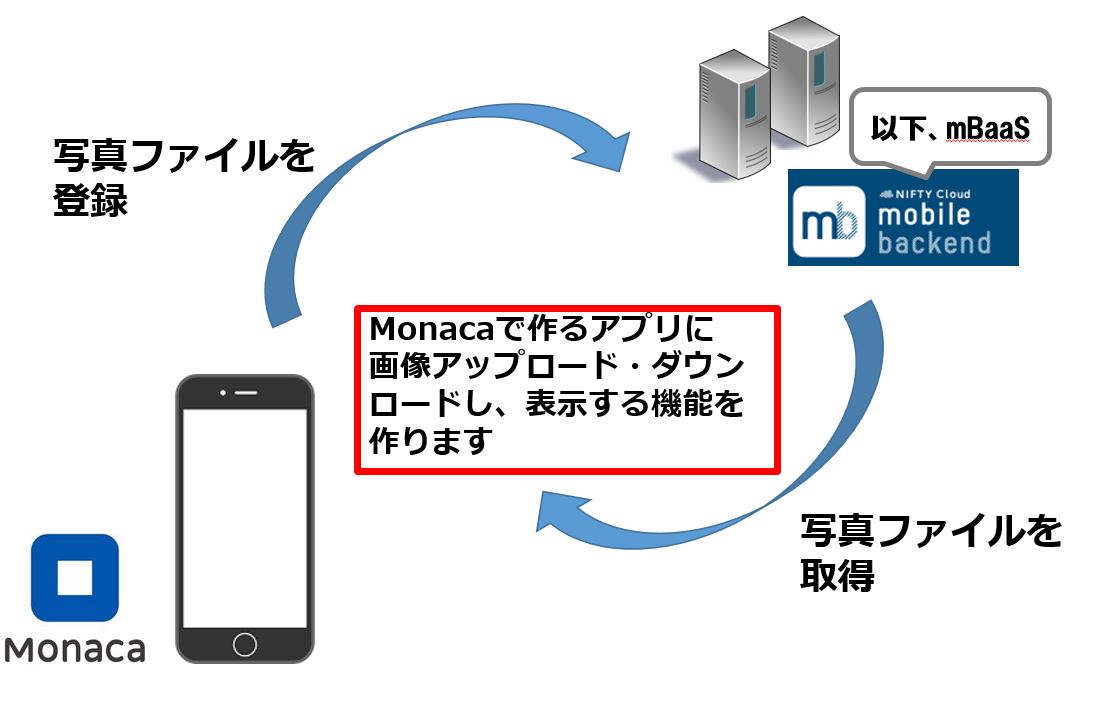 写真ファイルを
登録
以下、mBaaS
NIFTY Cloud
mb
mobile
backend
Monacaで作るアプリに
画像アップロード・ダウン
ロードし、表示する機能を
作ります
写真ファイルを
取得
Monaca